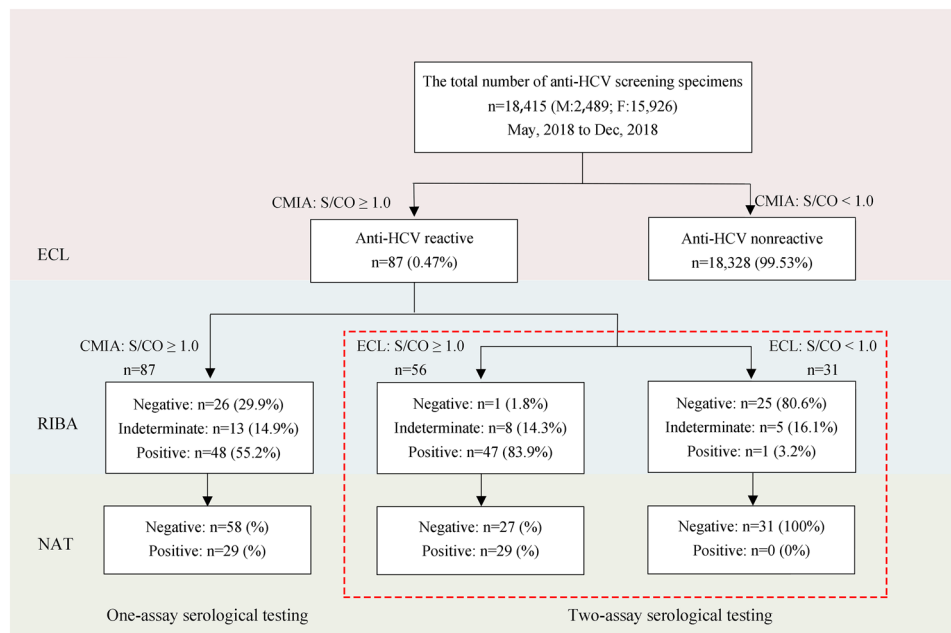 The total number of anti-HCV screening specimens
n=18,415 (M:2,489; F:15,926)
May, 2018 to Dec, 2018
CMIA: S/CO ≥ 1.0
CMIA: S/CO < 1.0
Anti-HCV reactive
n=87 (0.47%)
Anti-HCV nonreactive
n=18,328 (99.53%)
ECL
CMIA: S/CO ≥ 1.0
n=87
ECL: S/CO ≥ 1.0
n=56
ECL: S/CO < 1.0
n=31
RIBA
Negative: n=26 (29.9%)
Indeterminate: n=13 (14.9%)
Positive: n=48 (55.2%)
Negative: n=1 (1.8%)
Indeterminate: n=8 (14.3%)
Positive: n=47 (83.9%)
Negative: n=25 (80.6%)
Indeterminate: n=5 (16.1%)
Positive: n=1 (3.2%)
NAT
Negative: n=58 (%)
Positive: n=29 (%)
Negative: n=27 (%)
Positive: n=29 (%)
Negative: n=31 (100%)
Positive: n=0 (0%)
One-assay serological testing
Two-assay serological testing